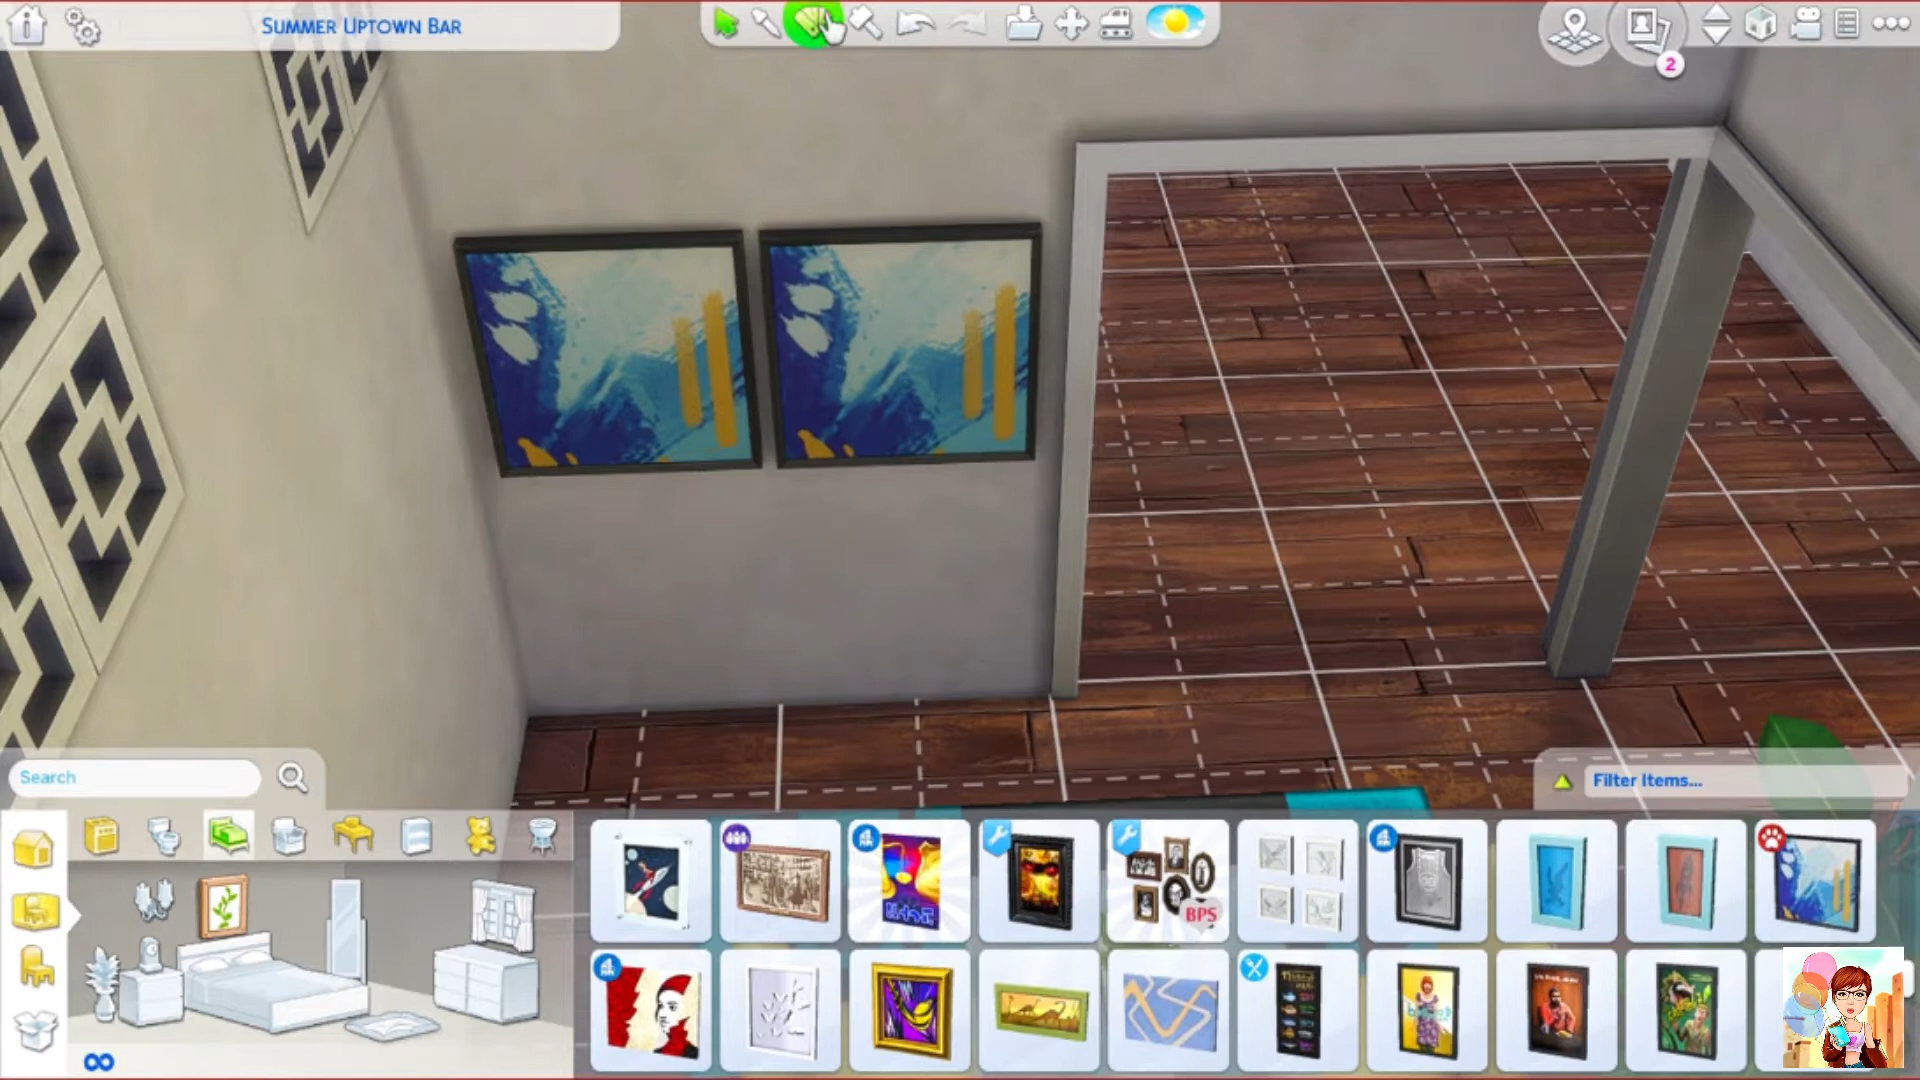 SUMMER UPTOWN BAR
2
Search
Filter Items...
BPS